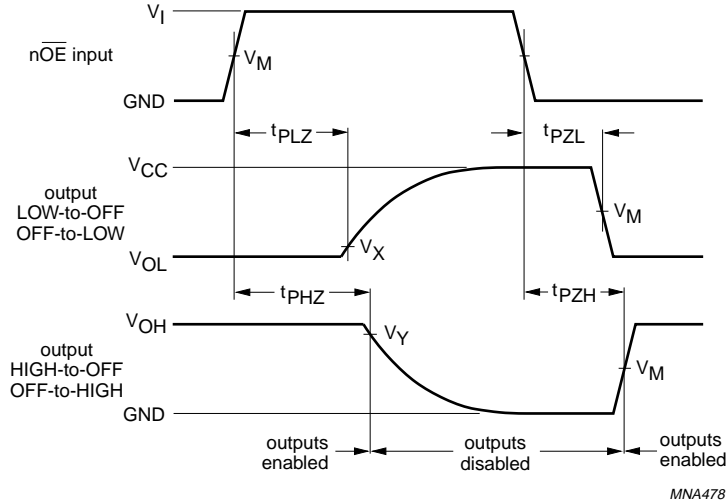 VI
nOE input
VM
GND
tPLZ
tPZL
VCC
output
LOW-to-OFF
OFF-to-LOW
VM
VX
VOL
tPHZ
tPZH
VOH
VY
output
HIGH-to-OFF
OFF-to-HIGH
VM
GND
outputs
enabled
outputs
disabled
outputs
enabled
MNA478